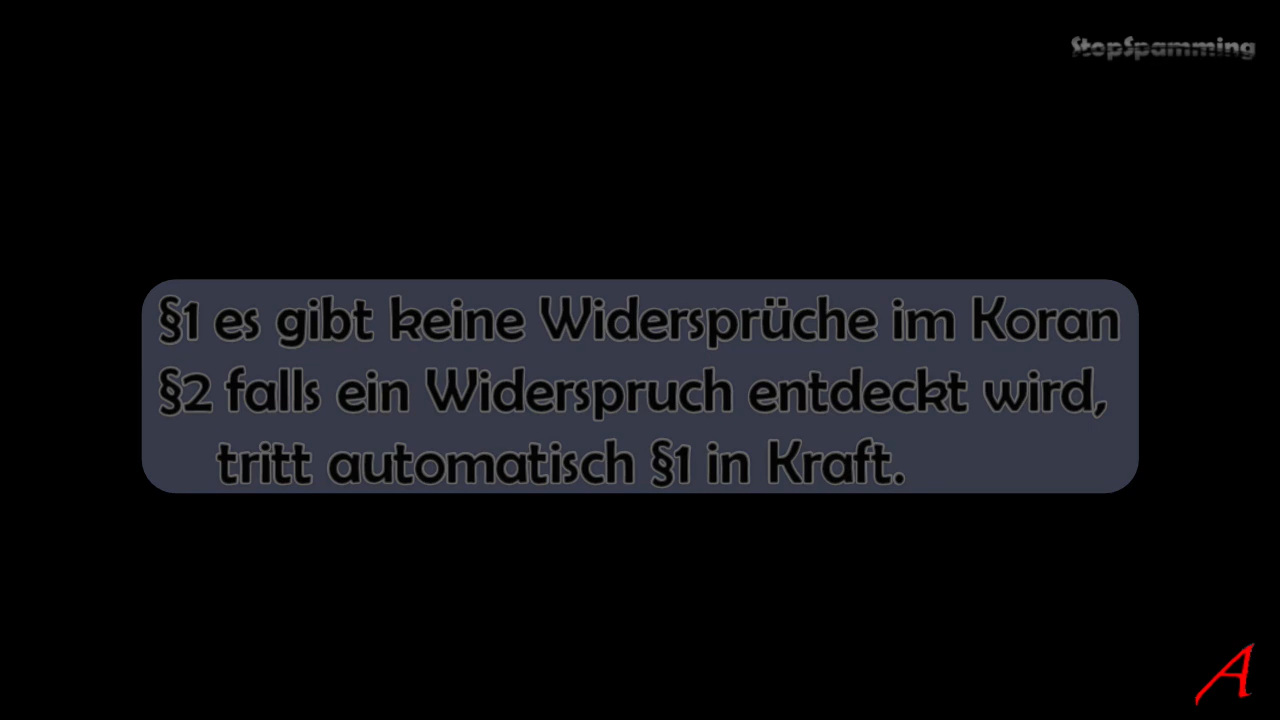 StopSpamming
§1 es gibt keine Widersprüche im Koran
§2 falls ein Widerspruch entdeckt wird,
tritt automatisch §1 in Kraft.
A